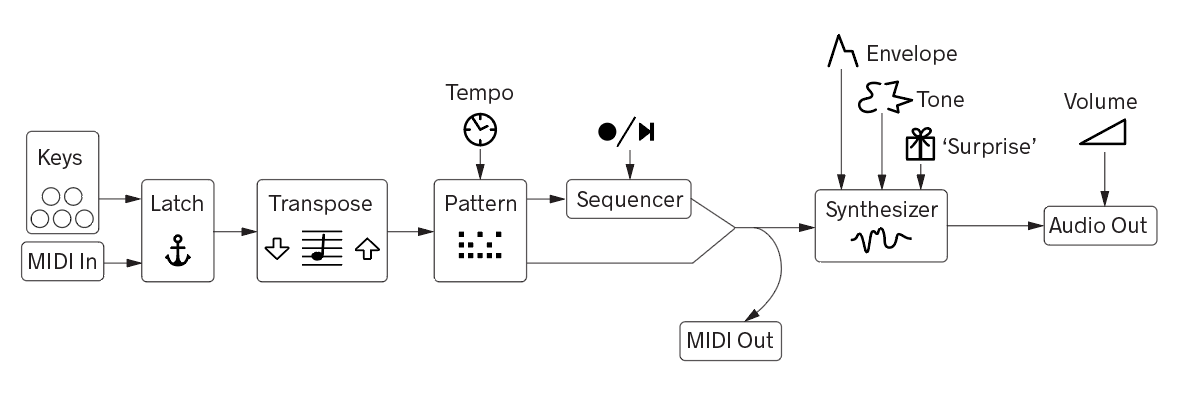 Envelope
Tone
Tempo
Volume
Keys
'Surprise'
Latch
Transpose
Pattern
Sequencer
Synthesizer
Audio Out
MIDI In
MIDI Out